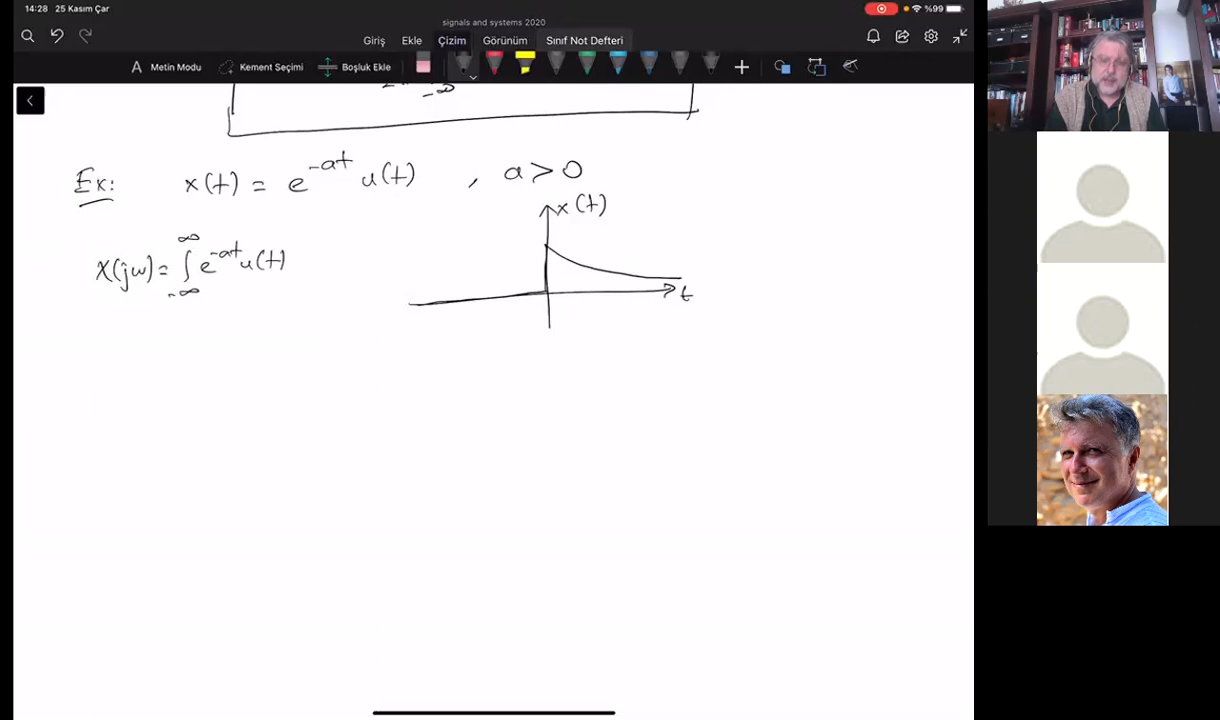 14:28 25 Kasım Çar
signals and systems 2020
%99
Giriş Ekle Çizim Görünüm Sınıf Not Defteri
A Metin Modu Kement Seçimi Boşluk Ekle
-∞
Ex: x(t) = e^{-at} u(t) , a > 0
x(t)
X(jω) = ∫_{-∞}^{∞} e^{-at} u(t)
t